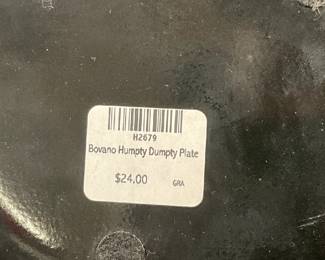 H2679
Bovano Humpty Dumpty Plate
$24.00 GRA